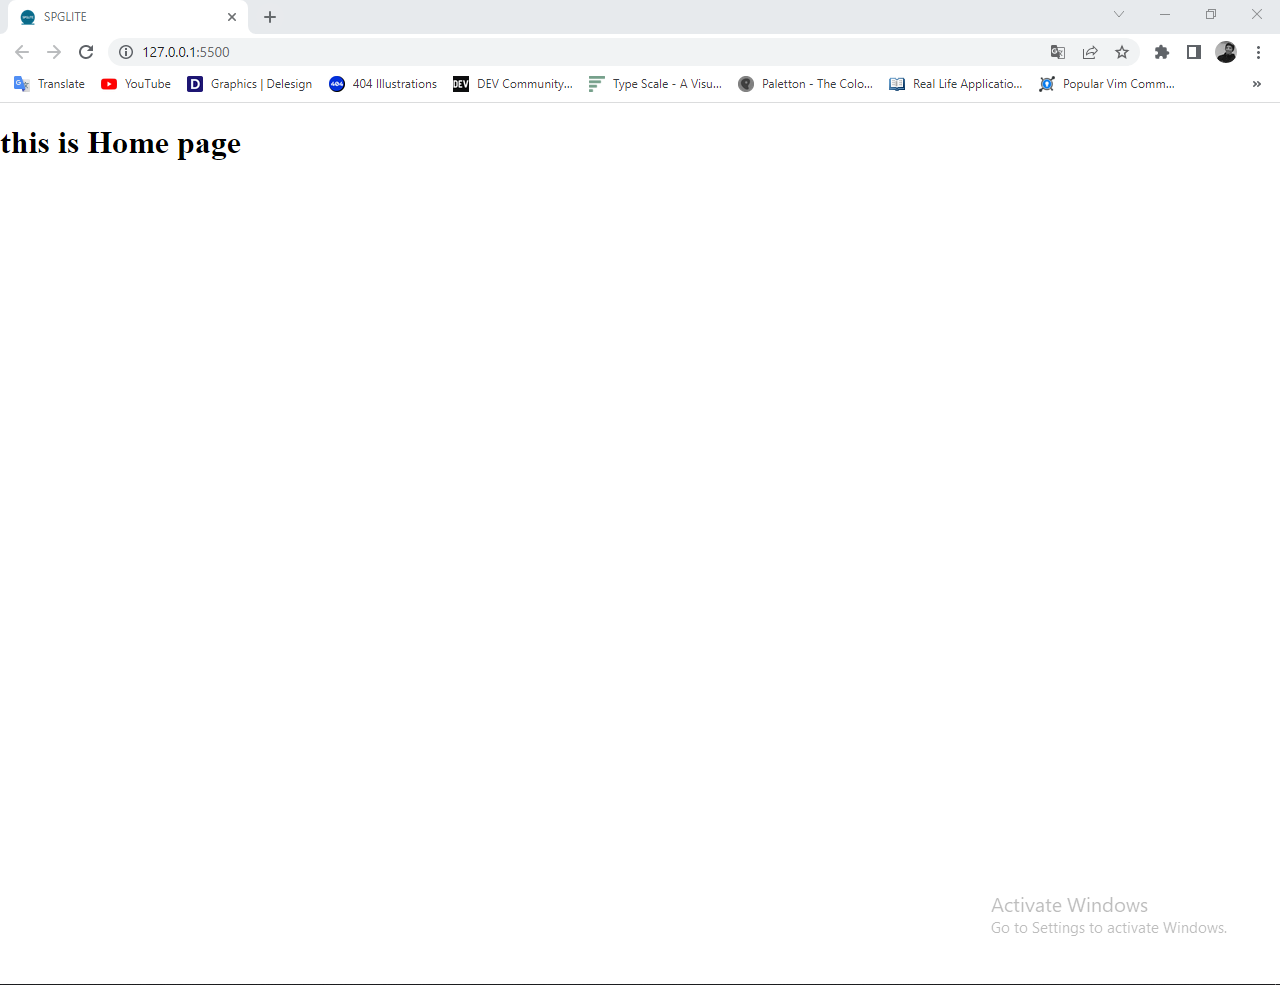 SPGLITE
127.0.0.1:5500
Translate
YouTube
D
Graphics | Delesign
404
404 Illustrations
DEV
DEV Community...
Type Scale - A Visu...
Paletton - The Colo...
Real Life Applicatio...
Popular Vim Comm...
this is Home page
Activate Windows
Go to Settings to activate Windows.